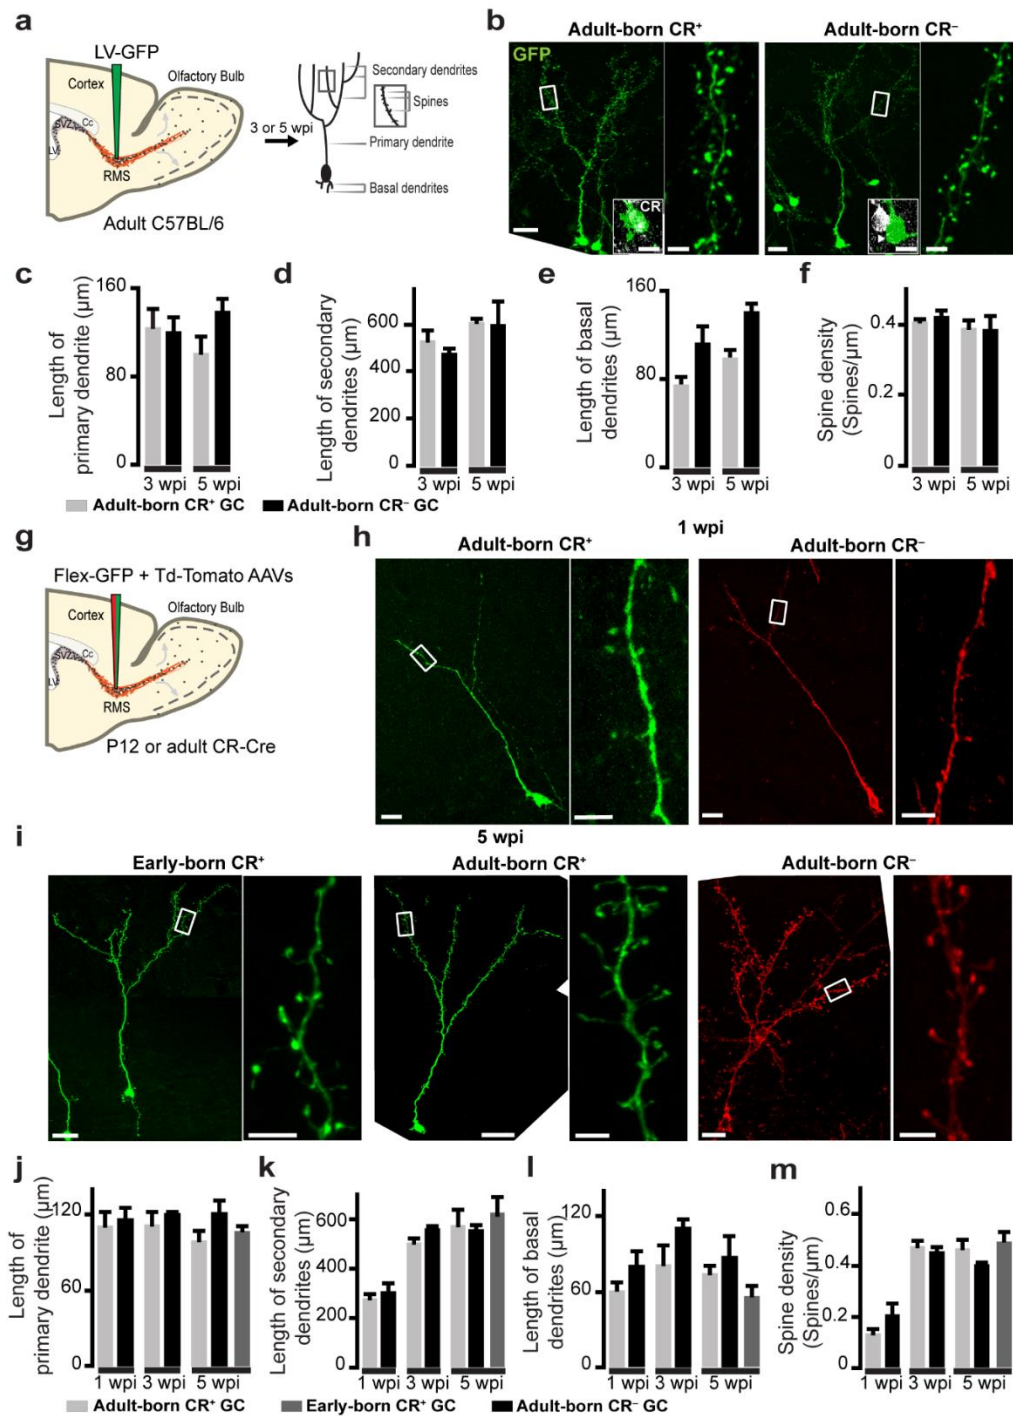 a
LV-GFP
Cortex
Olfactory Bulb
Cc
SVZ
LV
RMS
Adult C57BL/6
3 or 5 wpi
Secondary dendrites
Spines
Primary dendrite
Basal dendrites
b
Adult-born CR⁺
Adult-born CR⁻
GFP
CR
c
Length of
primary dendrite (μm)
160
80
0
3 wpi
5 wpi
d
Length of secondary
dendrites (μm)
600
400
200
0
3 wpi
5 wpi
e
Length of basal
dendrites (μm)
160
80
0
3 wpi
5 wpi
f
Spine density
(Spines/μm)
0.4
0.2
0
3 wpi
5 wpi
Adult-born CR⁺ GC
Adult-born CR⁻ GC
g
Flex-GFP + Td-Tomato AAVs
Cortex
Olfactory Bulb
Cc
SVZ
LV
RMS
P12 or adult CR-Cre
h
1 wpi
Adult-born CR⁺
Adult-born CR⁻
i
5 wpi
Early-born CR⁺
Adult-born CR⁺
Adult-born CR⁻
j
Length of
primary dendrite (μm)
120
60
0
1 wpi
3 wpi
5 wpi
k
Length of secondary
dendrites (μm)
600
400
200
0
1 wpi
3 wpi
5 wpi
l
Length of basal
dendrites (μm)
120
60
0
1 wpi
3 wpi
5 wpi
m
Spine density
(Spines/μm)
0.6
0.4
0.2
0
1 wpi
3 wpi
5 wpi
Adult-born CR⁺ GC
Early-born CR⁺ GC
Adult-born CR⁻ GC